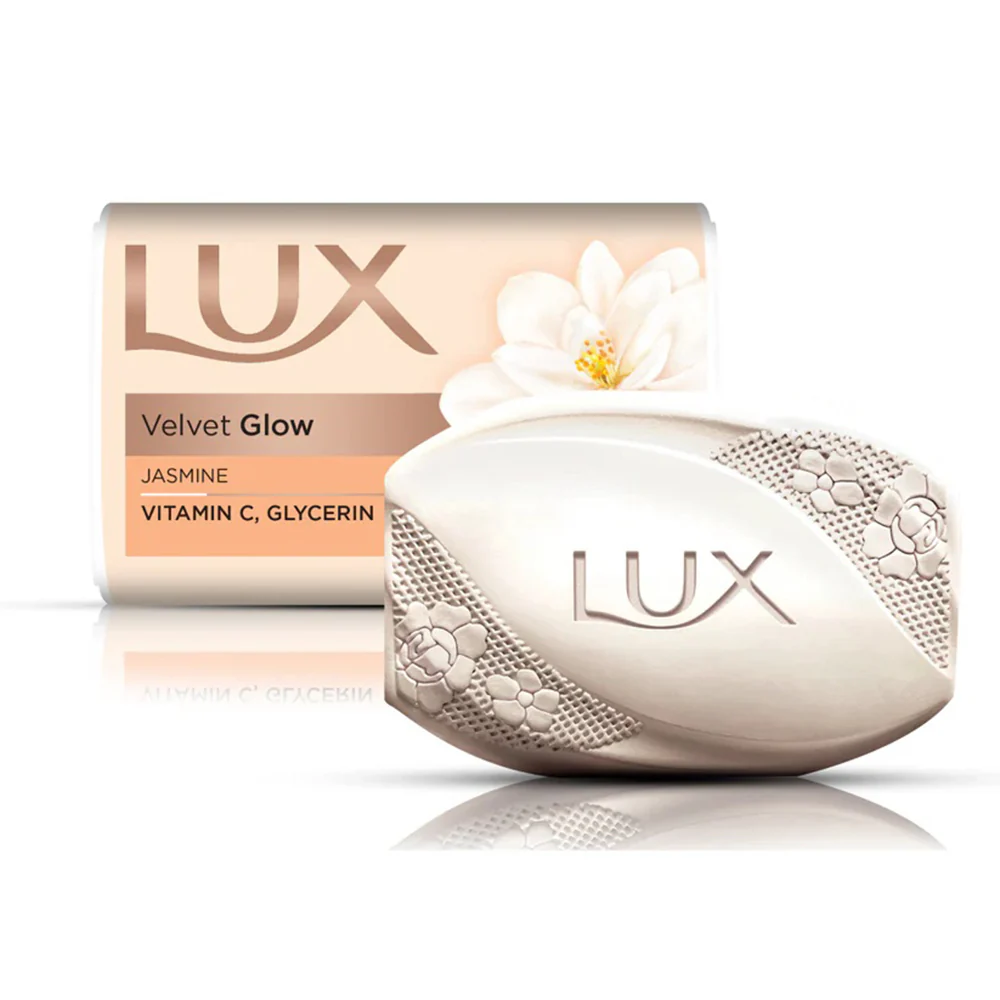 LUX
Velvet Glow
JASMINE
VITAMIN C, GLYCERIN
LUX
VITAMIN C, GLYCERIN